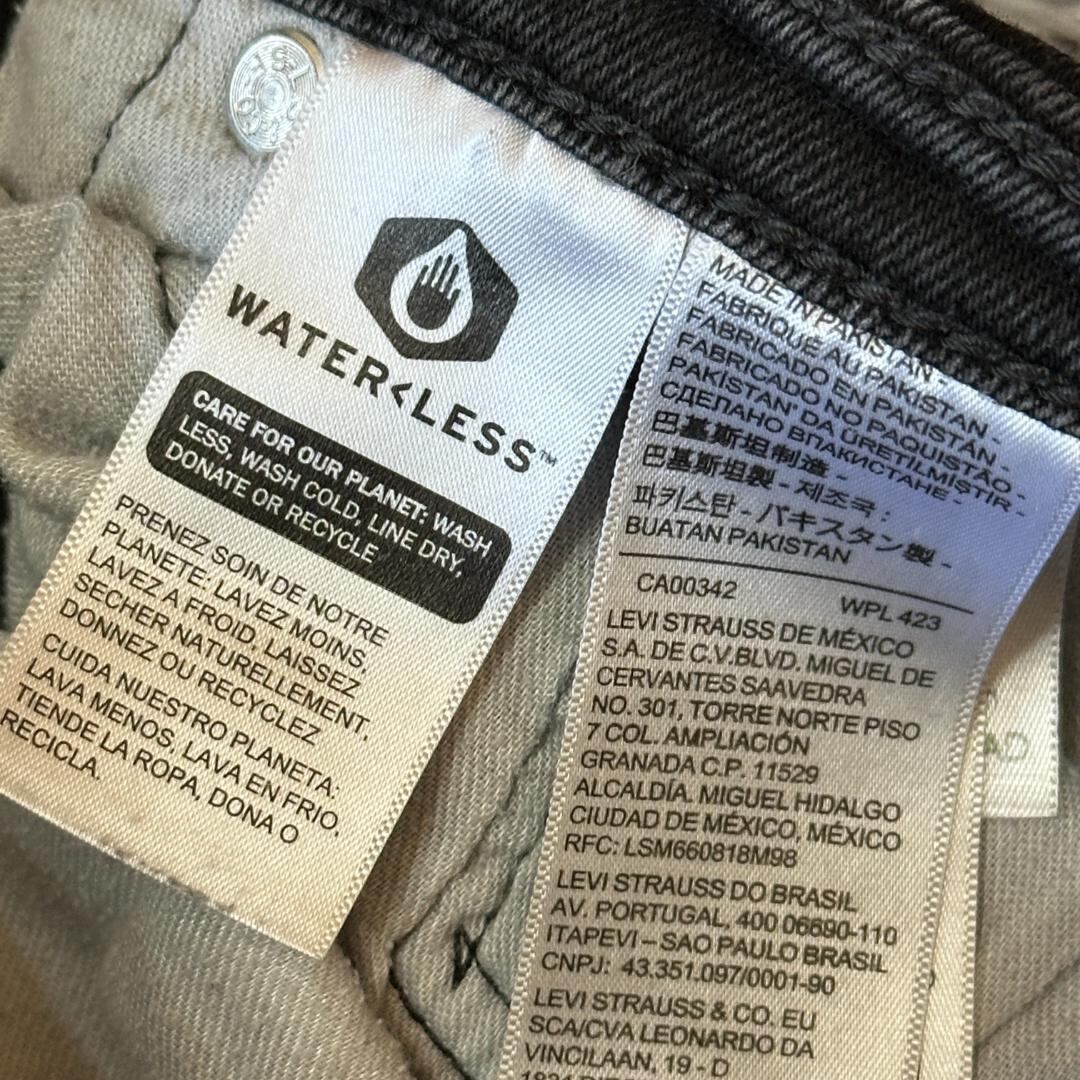 WATER<LESS™
CARE FOR OUR PLANET: WASH
LESS, WASH COLD, LINE DRY,
DONATE OR RECYCLE
PRENEZ SOIN DE NOTRE
PLANETE: LAVEZ MOINS,
LAVEZ A FROID, LAISSEZ
SECHER NATURELLEMENT,
DONNEZ OU RECYCLEZ
CUIDA NUESTRO PLANETA:
LAVA MENOS, LAVA EN FRIO,
TIENDE LA ROPA, DONA O
RECICLA.
MADE IN PAKISTAN -
FABRIQUÉ AU PAKISTAN -
FABRICADO EN PAKISTÁN -
FABRICADO NO PAQUISTÃO -
PAKISTAN' DA ÜRETILMIŞTIR -
СДЕЛАНО ВПАКИСТАНЕ -
巴基斯坦制造 -
巴基斯坦製 - 제조국 :
파키스탄 - パキスタン製 -
BUATAN PAKISTAN
CA00342 WPL 423
LEVI STRAUSS DE MÉXICO
S.A. DE C.V.BLVD. MIGUEL DE
CERVANTES SAAVEDRA
NO. 301, TORRE NORTE PISO
7 COL. AMPLIACIÓN
GRANADA C.P. 11529
ALCALDÍA. MIGUEL HIDALGO
CIUDAD DE MÉXICO, MÉXICO
RFC: LSM660818M98
LEVI STRAUSS DO BRASIL
AV. PORTUGAL, 400 06690-110
ITAPEVI – SAO PAULO BRASIL
CNPJ: 43.351.097/0001-90
LEVI STRAUSS & CO. EU
SCA/CVA LEONARDO DA
VINCILAAN, 19 - D